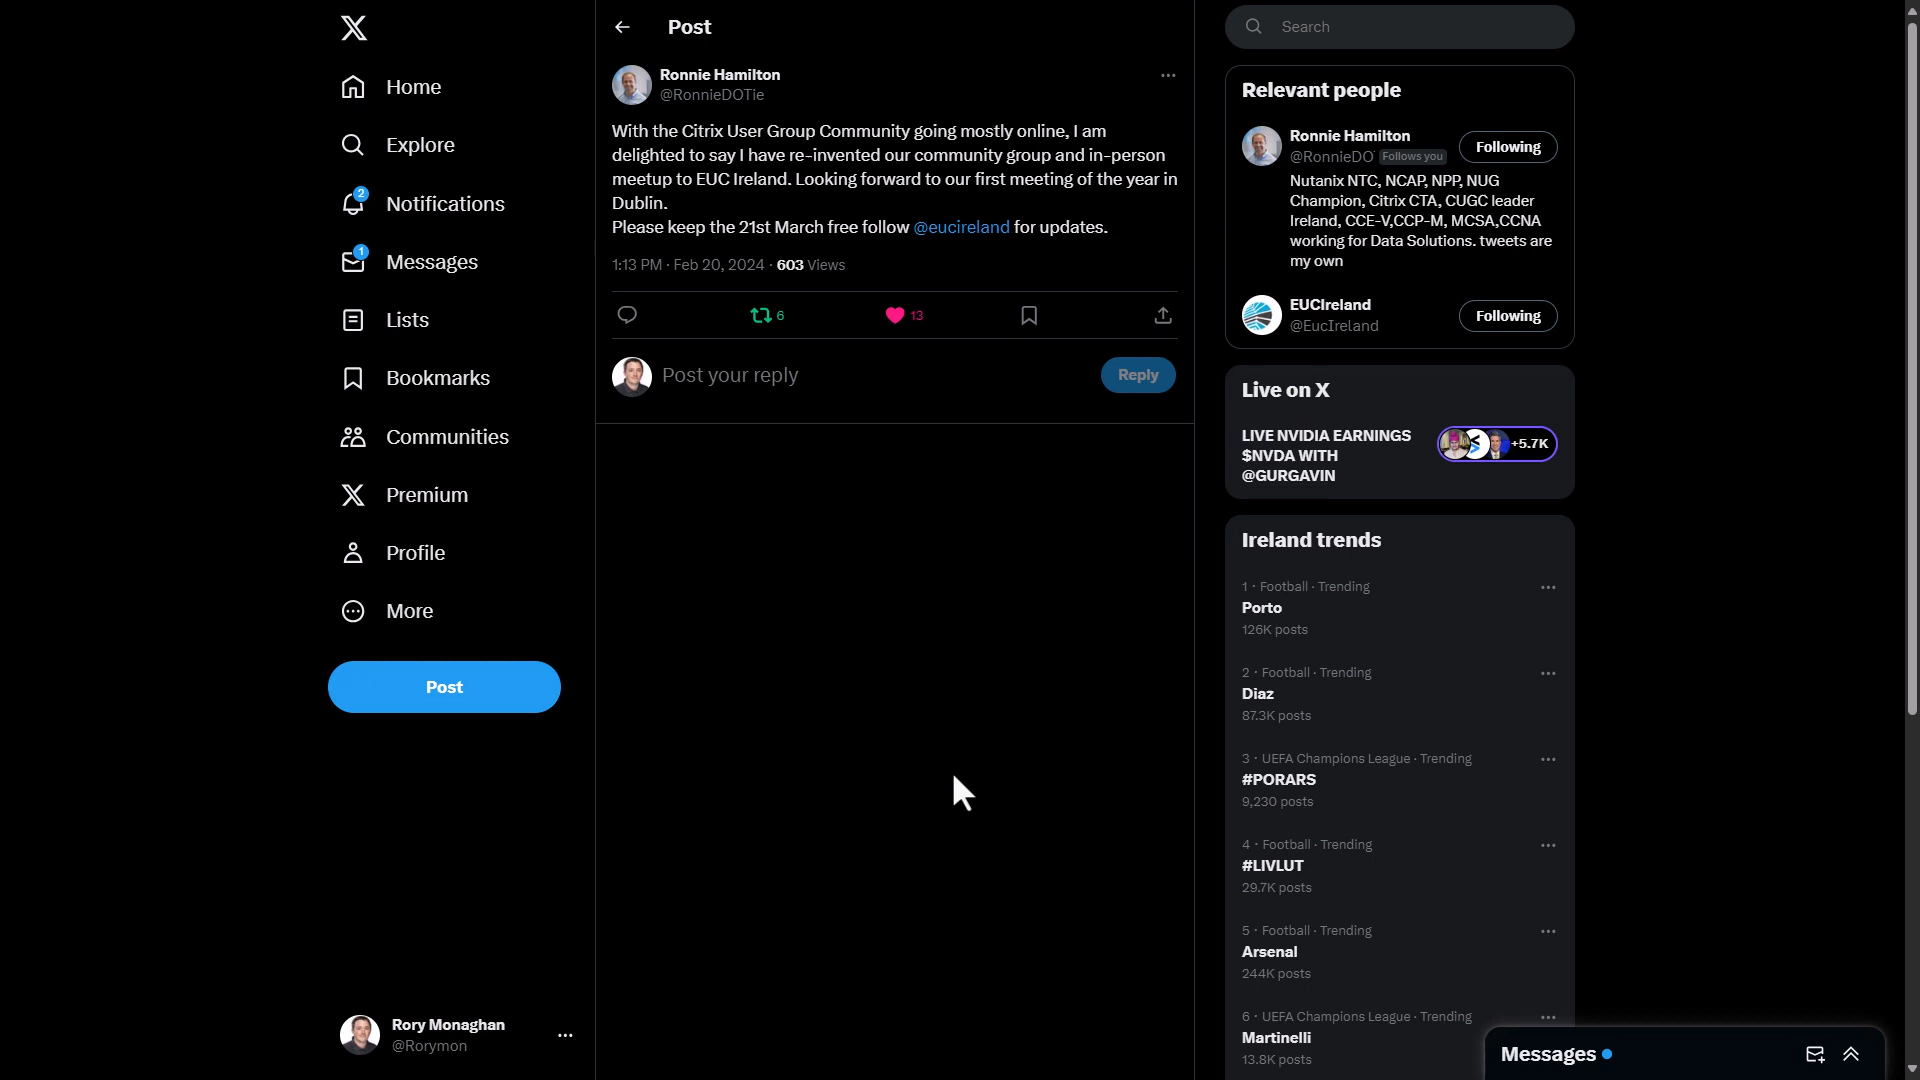 Home
Explore
2
Notifications
1
Messages
Lists
Bookmarks
Communities
Premium
Profile
More
Post
Rory Monaghan
@Rorymon
Post
Ronnie Hamilton
@RonnieDOTie
With the Citrix User Group Community going mostly online, I am
delighted to say I have re-invented our community group and in-person
meetup to EUC Ireland. Looking forward to our first meeting of the year in
Dublin.
Please keep the 21st March free follow @eucireland for updates.
1:13 PM · Feb 20, 2024 · 603 Views
6
13
Post your reply
Reply
Search
Relevant people
Ronnie Hamilton
@RonnieDO Follows you
Following
Nutanix NTC, NCAP, NPP, NUG
Champion, Citrix CTA, CUGC leader
Ireland, CCE-V,CCP-M, MCSA,CCNA
working for Data Solutions. tweets are
my own
EUCIreland
@EucIreland
Following
Live on X
LIVE NVIDIA EARNINGS
$NVDA WITH
@GURGAVIN
+5.7K
Ireland trends
1 · Football · Trending
Porto
126K posts
2 · Football · Trending
Diaz
87.3K posts
3 · UEFA Champions League · Trending
#PORARS
9,230 posts
4 · Football · Trending
#LIVLUT
29.7K posts
5 · Football · Trending
Arsenal
244K posts
6 · UEFA Champions League · Trending
Martinelli
13.8K posts
Messages